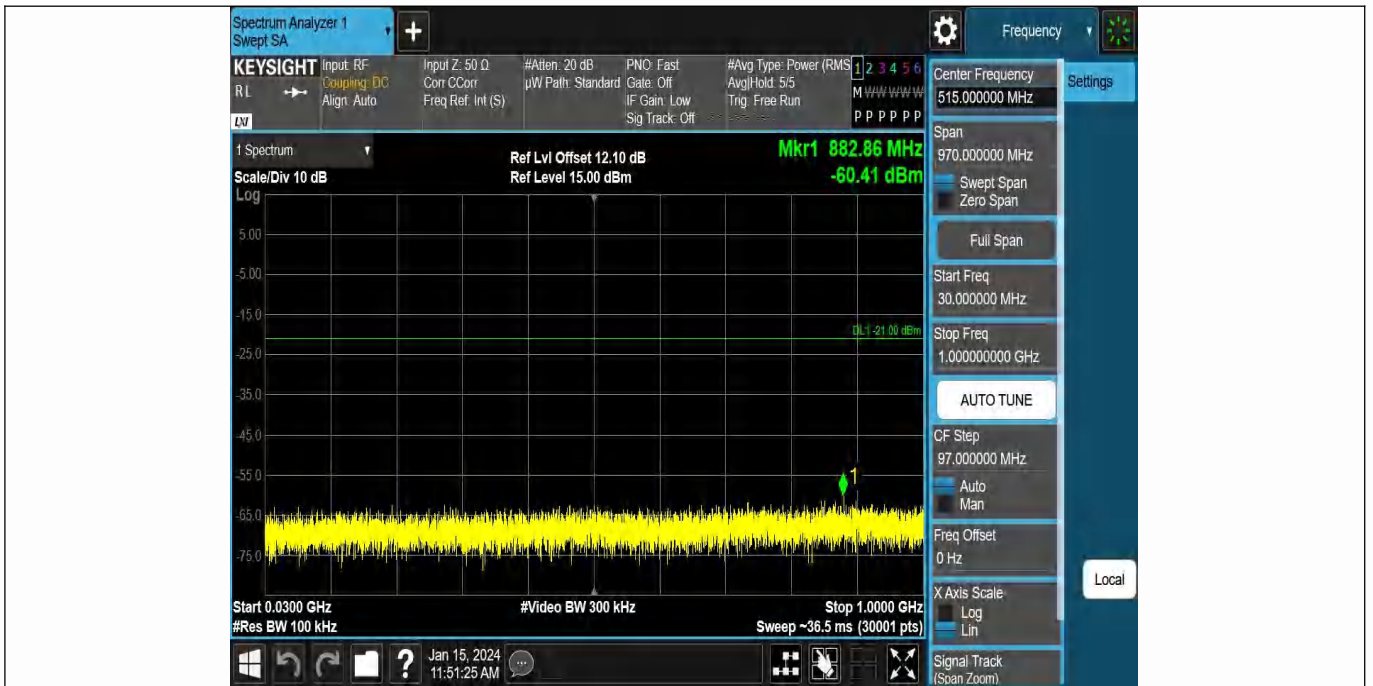 Spectrum Analyzer 1
Swept SA
+
Frequency
KEYSIGHT
RL
LXI
Input: RF
Coupling: DC
Align: Auto
Input Z: 50 Ω
Corr CCorr
Freq Ref: Int (S)
#Atten: 20 dB
µW Path: Standard
PNO: Fast
Gate: Off
IF Gain: Low
Sig Track: Off
#Avg Type: Power (RMS
Avg|Hold: 5/5
Trig: Free Run
1 2 3 4 5 6
M W W W W W
P P P P P P
1 Spectrum
Scale/Div 10 dB
Log
Ref Lvl Offset 12.10 dB
Ref Level 15.00 dBm
Mkr1 882.86 MHz
-60.41 dBm
5.00
-5.00
-15.0
DL1 -21.00 dBm
-25.0
-35.0
-45.0
-55.0
1
-65.0
-75.0
Start 0.0300 GHz
#Res BW 100 kHz
#Video BW 300 kHz
Stop 1.0000 GHz
Sweep ~36.5 ms (30001 pts)
Center Frequency
515.000000 MHz
Settings
Span
970.000000 MHz
Swept Span
Zero Span
Full Span
Start Freq
30.000000 MHz
Stop Freq
1.000000000 GHz
AUTO TUNE
CF Step
97.000000 MHz
Auto
Man
Freq Offset
0 Hz
Local
X Axis Scale
Log
Lin
Signal Track
(Span Zoom)
?
Jan 15, 2024
11:51:25 AM